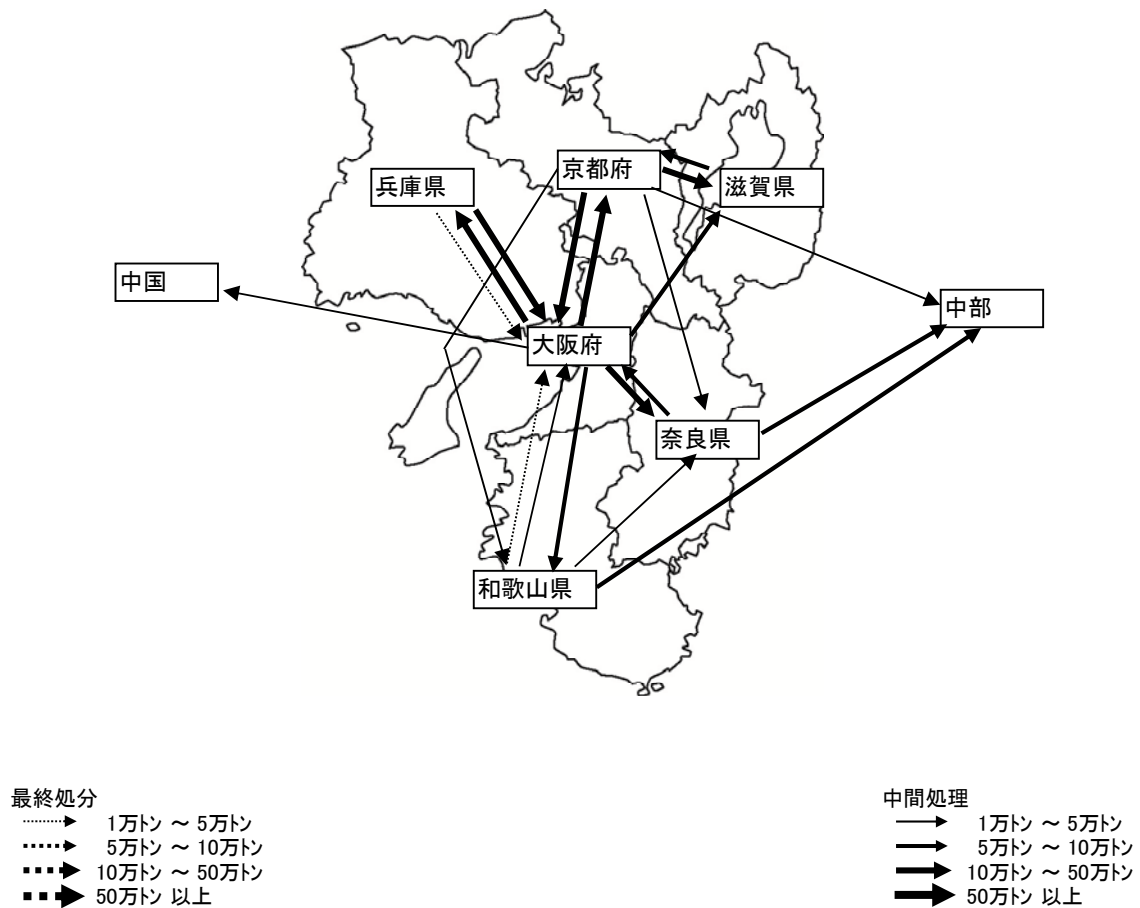 京都府
兵庫県
滋賀県
中国
中部
大阪府
奈良県
和歌山県
最終処分
1万トン ～ 5万トン
5万トン ～ 10万トン
10万トン ～ 50万トン
50万トン 以上
中間処理
1万トン ～ 5万トン
5万トン ～ 10万トン
10万トン ～ 50万トン
50万トン 以上